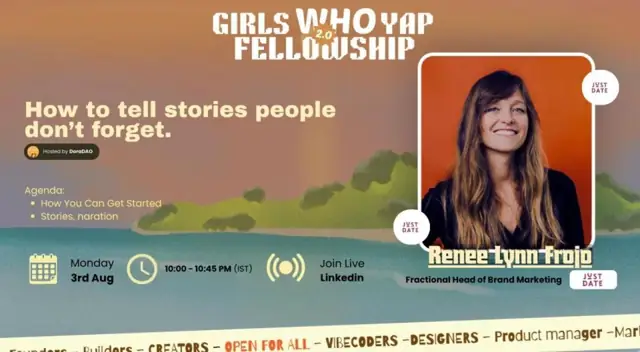 GIRLS WHO YAP
2.0
FELLOWSHIP
How to tell stories people
don't forget.
Hosted by DoraDAO
Agenda:
How You Can Get Started
Stories, naration
Monday
3rd Aug
10:00 - 10:45 PM (IST)
Join Live
Linkedin
JUST
DATE
JUST
DATE
Renee Lynn Frojo
Fractional Head of Brand Marketing
JUST
DATE
Founders - Builders - CREATORS - OPEN FOR ALL - VIBECODERS -DESIGNERS - Product manager -Mar